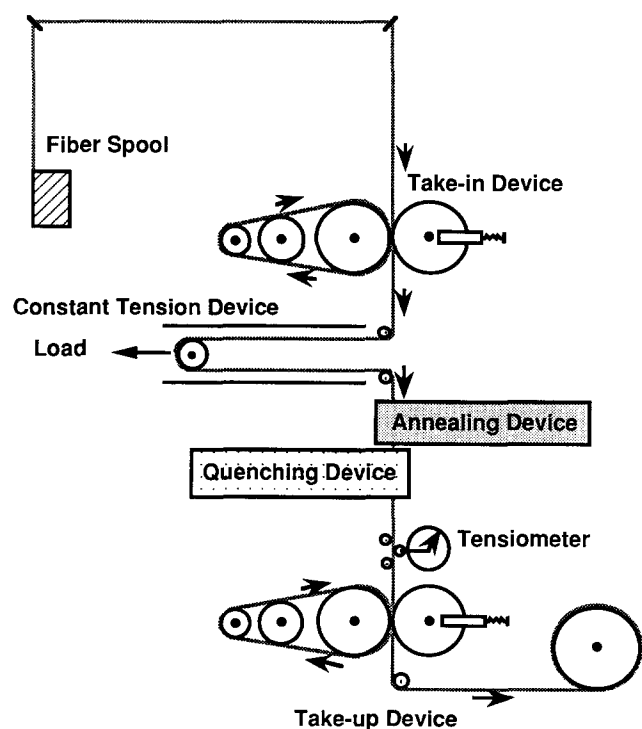 Fiber Spool
Take-in Device
Constant Tension Device
Load
Annealing Device
Quenching Device
Tensiometer
Take-up Device